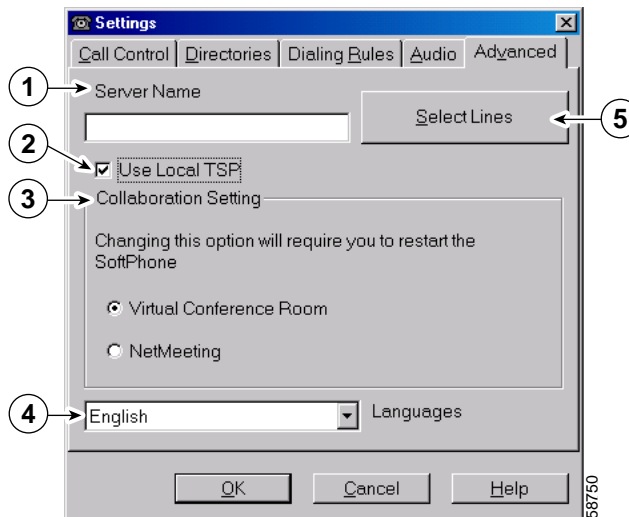 Settings
Call Control Directories Dialing Rules Audio Advanced
1 Server Name
Select Lines 5
2 Use Local TSP
3 Collaboration Setting
Changing this option will require you to restart the
SoftPhone
Virtual Conference Room
NetMeeting
4 English Languages
OK Cancel Help
58750